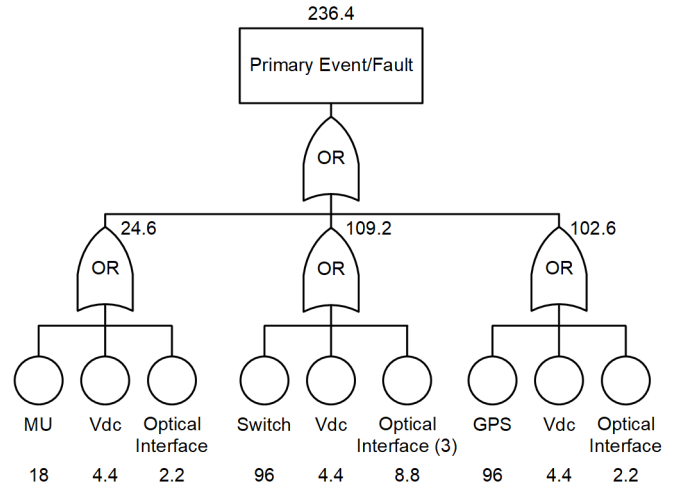 236.4
Primary Event/Fault
OR
24.6
109.2
102.6
OR
OR
OR
MU
Vdc
Optical
Interface
Switch
Vdc
Optical
Interface (3)
GPS
Vdc
Optical
Interface
18
4.4
2.2
96
4.4
8.8
96
4.4
2.2